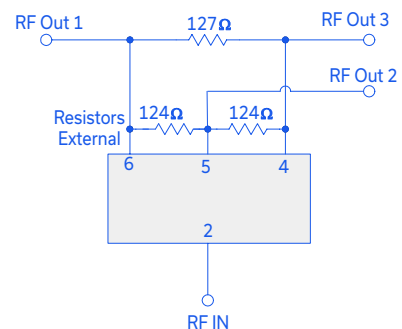 RF Out 1
127Ω
RF Out 3
RF Out 2
Resistors
External
124Ω
124Ω
6
5
4
2
RF IN